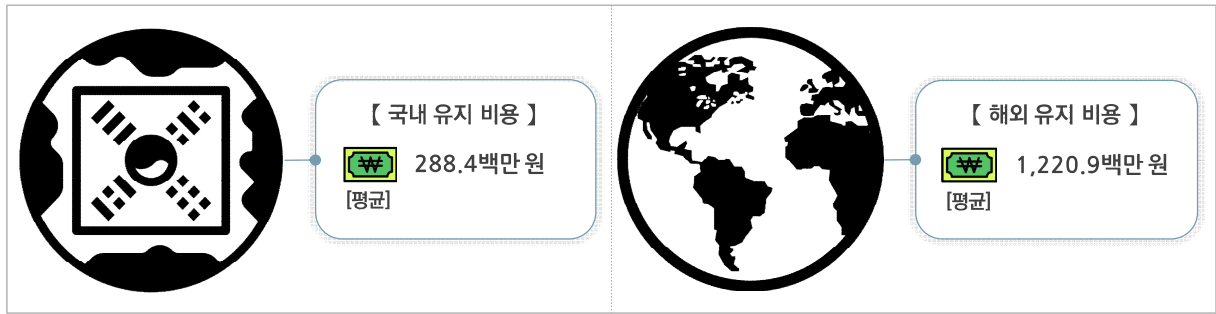 【 국내 유지 비용 】
₩ 288.4백만 원
[평균]
【 해외 유지 비용 】
₩ 1,220.9백만 원
[평균]